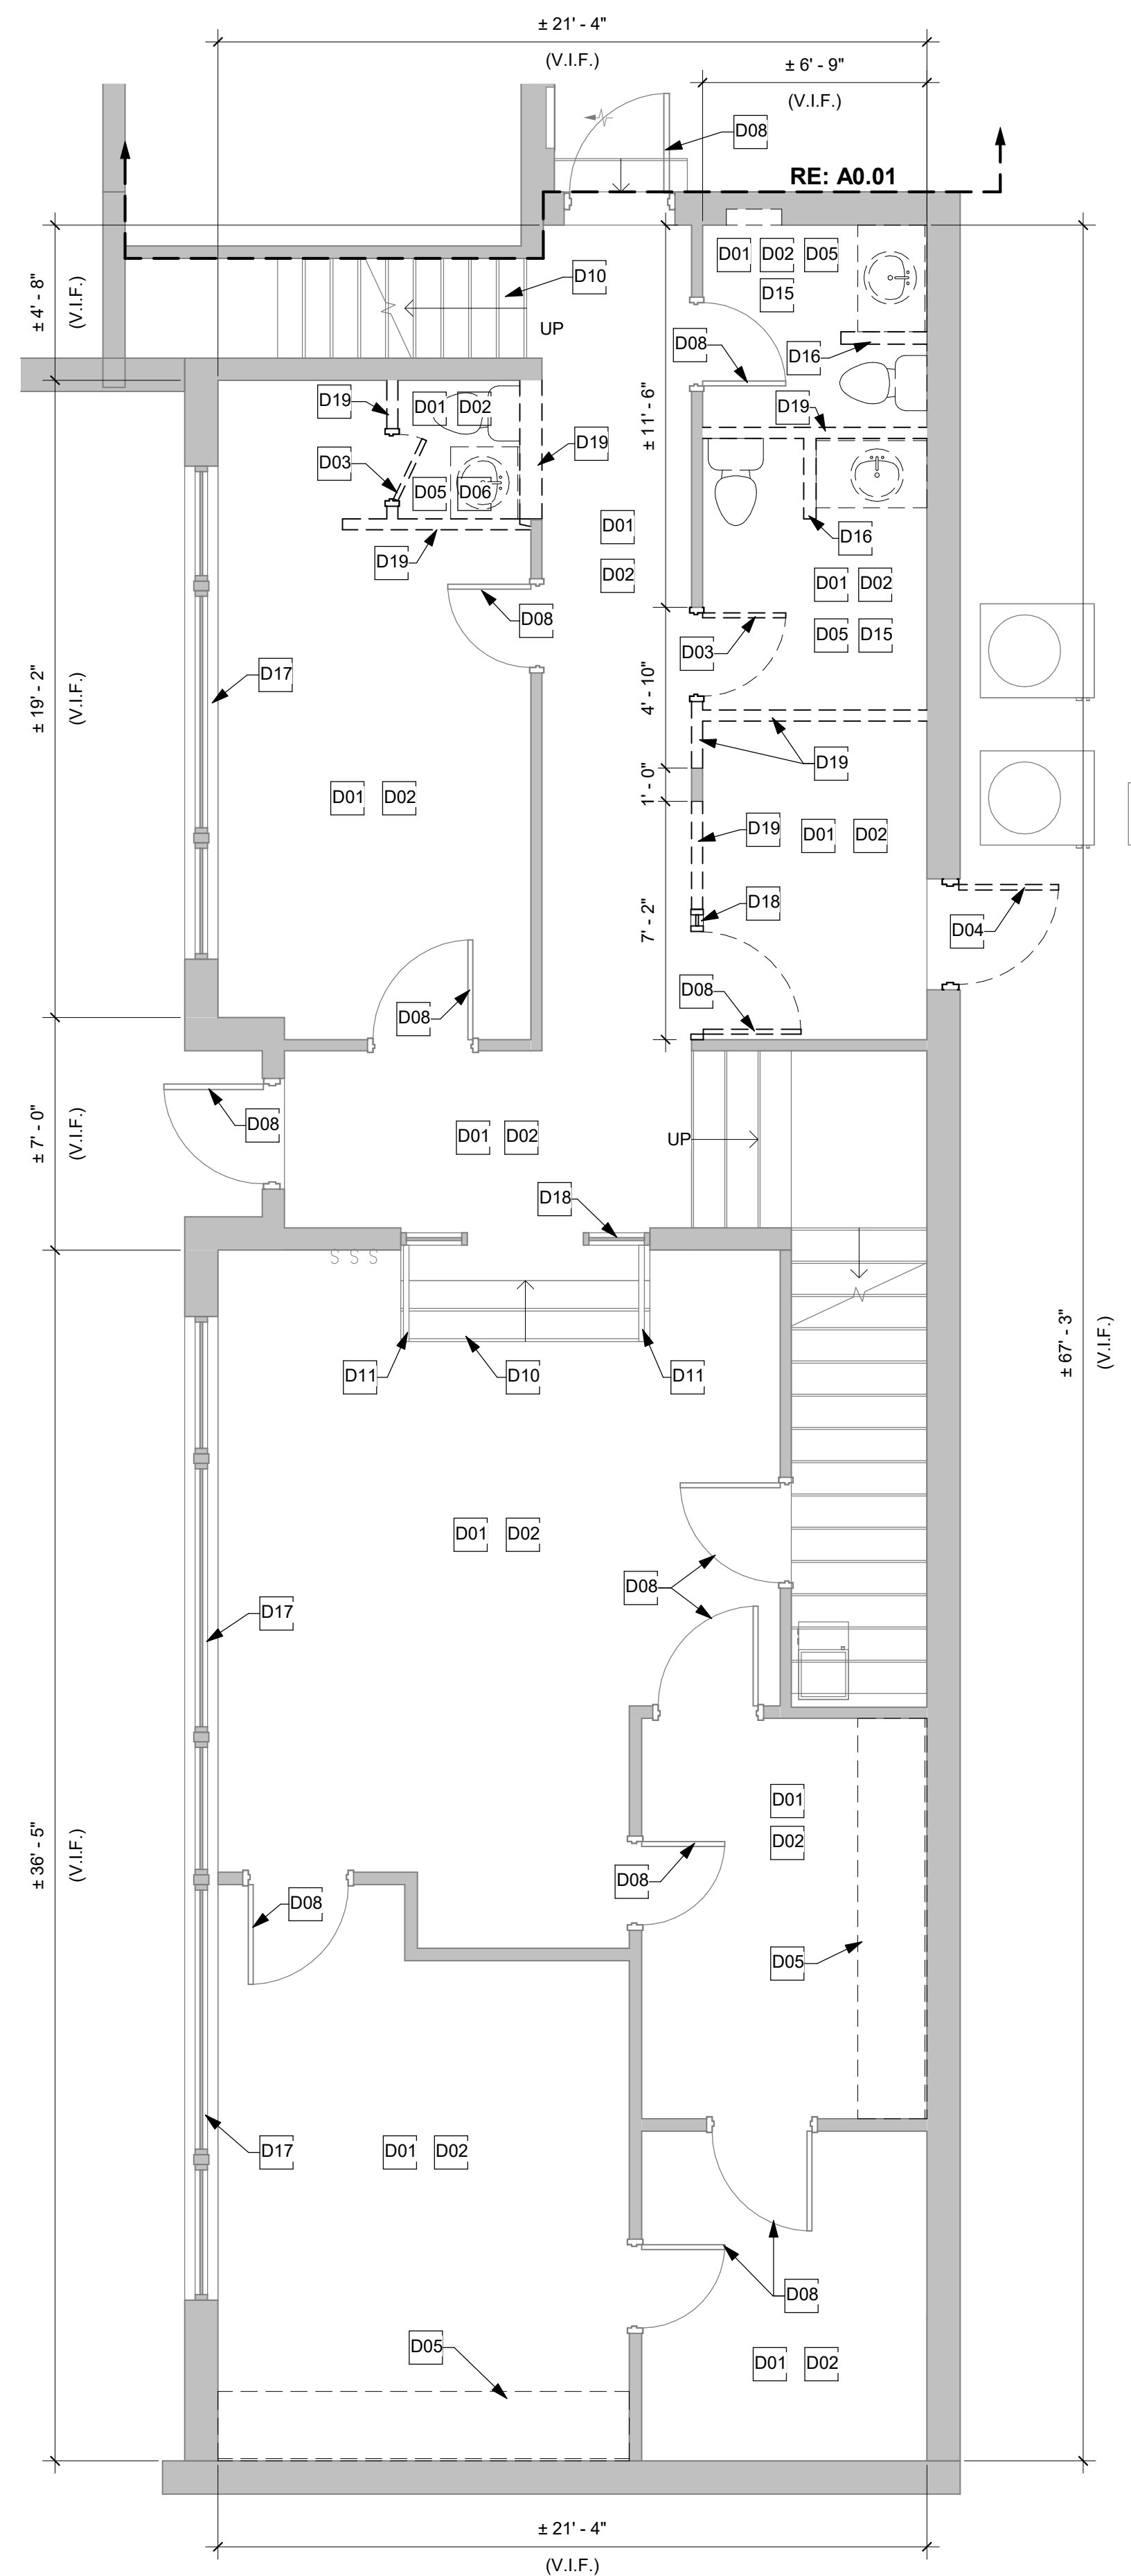 ± 21' - 4"
(V.I.F.)
± 6' - 9"
(V.I.F.)
D08
RE: A0.01
D01 D02 D05
D15
D10
± 4' - 8"
(V.I.F.)
UP
D08
D16
D19
D01 D02
D19
± 11' - 6"
D19
D03
D05 D06
D01
D16
D19
D02
D01 D02
D08
D05 D15
D03
D17
± 19' - 2"
(V.I.F.)
4' - 10"
D19
1' - 0"
D01 D02
D19
D01 D02
D18
7' - 2"
D04
D08
D08
D08
± 7' - 0"
(V.I.F.)
D01 D02
UP
D18
S S S
± 67' - 3"
(V.I.F.)
D11
D10
D11
D01 D02
D08
D17
D01
D02
± 36' - 5"
(V.I.F.)
D08
D08
D05
D17
D01 D02
D08
D05
D01 D02
± 21' - 4"
(V.I.F.)